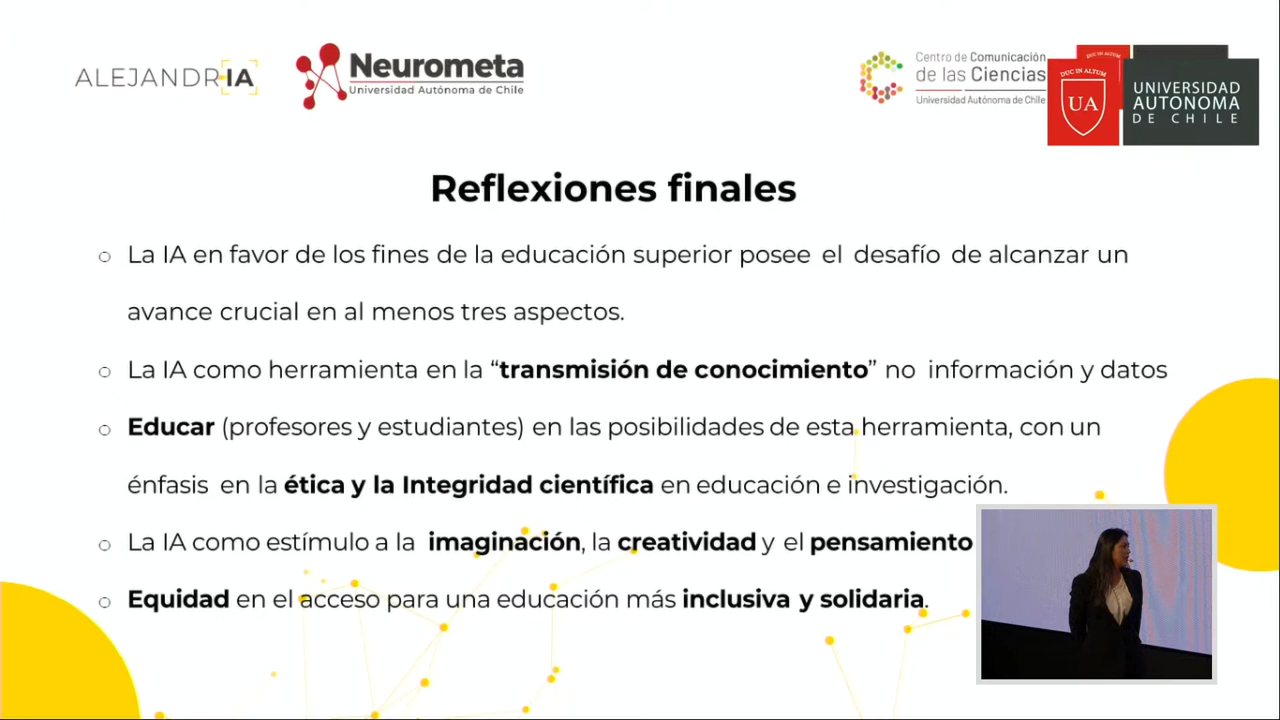 ALEJANDRIA
Neurometa
Universidad Autónoma de Chile
Centro de Comunicación
de las Ciencias
Universidad Autónoma de Chile
DUC IN ALTUM
DUC IN ALTUM
UA
UNIVERSIDAD
AUTONOMA
DE CHILE
Reflexiones finales
○ La IA en favor de los fines de la educación superior posee el desafío de alcanzar un
avance crucial en al menos tres aspectos.
○ La IA como herramienta en la “transmisión de conocimiento” no información y datos
○ Educar (profesores y estudiantes) en las posibilidades de esta herramienta, con un
énfasis en la ética y la Integridad científica en educación e investigación.
○ La IA como estímulo a la imaginación, la creatividad y el pensamiento
○ Equidad en el acceso para una educación más inclusiva y solidaria.